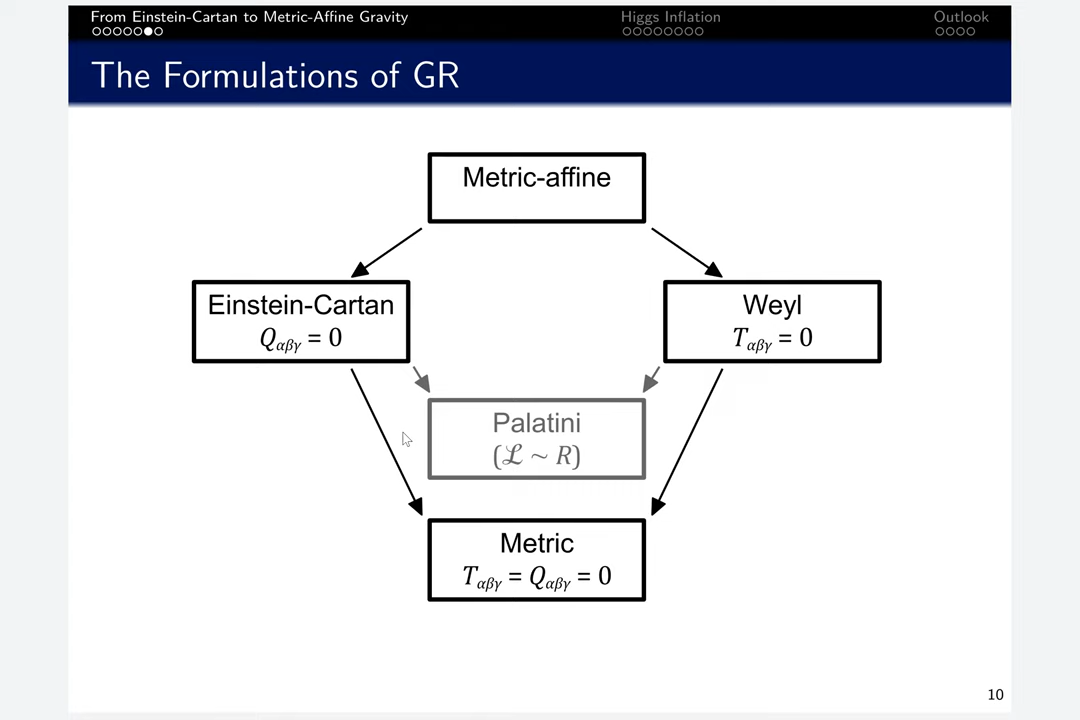 From Einstein-Cartan to Metric-Affine Gravity
Higgs Inflation
Outlook
The Formulations of GR
Metric-affine
Einstein-Cartan
Qαβγ = 0
Weyl
Tαβγ = 0
Palatini
(ℒ ~ R)
Metric
Tαβγ = Qαβγ = 0
10